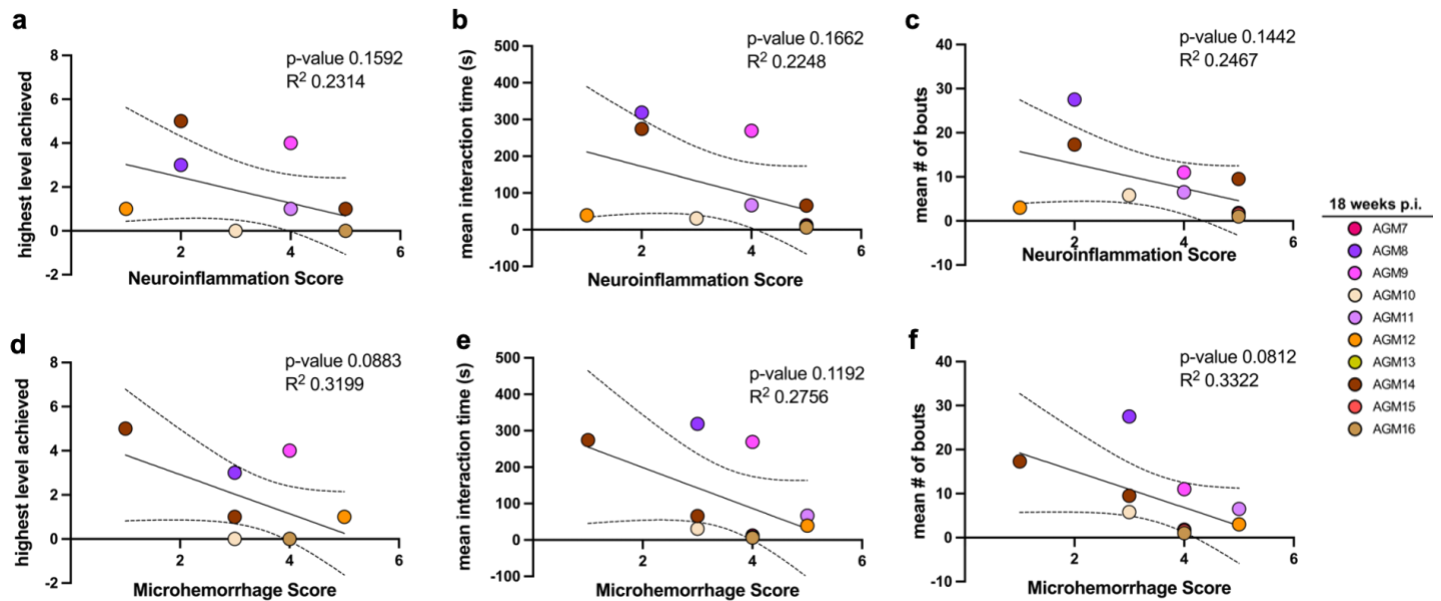 a
p-value 0.1592
R2 0.2314
highest level achieved
8
6
4
2
0
-2
2
4
6
Neuroinflammation Score
b
p-value 0.1662
R2 0.2248
mean interaction time (s)
500
400
300
200
100
0
-100
2
4
6
Neuroinflammation Score
c
p-value 0.1442
R2 0.2467
mean # of bouts
40
30
20
10
0
-10
2
4
6
Neuroinflammation Score
18 weeks p.i.
AGM7
AGM8
AGM9
AGM10
AGM11
AGM12
AGM13
AGM14
AGM15
AGM16
d
p-value 0.0883
R2 0.3199
highest level achieved
8
6
4
2
0
-2
2
4
6
Microhemorrhage Score
e
p-value 0.1192
R2 0.2756
mean interaction time (s)
500
400
300
200
100
0
-100
2
4
6
Microhemorrhage Score
f
p-value 0.0812
R2 0.3322
mean # of bouts
40
30
20
10
0
-10
2
4
6
Microhemorrhage Score